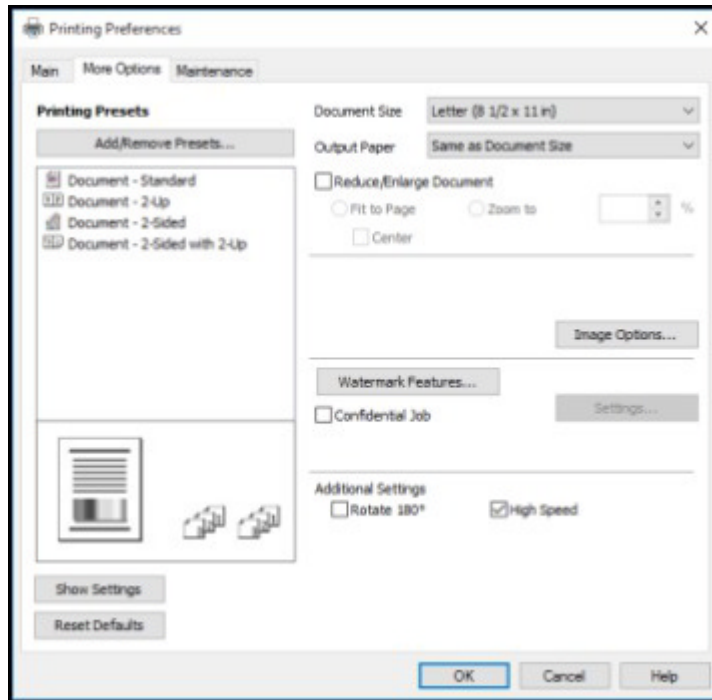 Printing Preferences
Main More Options Maintenance
Printing Presets
Add/Remove Presets...
Document - Standard
Document - 2-Up
Document - 2-Sided
Document - 2-Sided with 2-Up
Show Settings
Reset Defaults
Document Size Letter (8 1/2 x 11 in)
Output Paper Same as Document Size
Reduce/Enlarge Document
Fit to Page Zoom to %
Center
Image Options...
Watermark Features...
Confidential Job Settings...
Additional Settings
Rotate 180° High Speed
OK Cancel Help